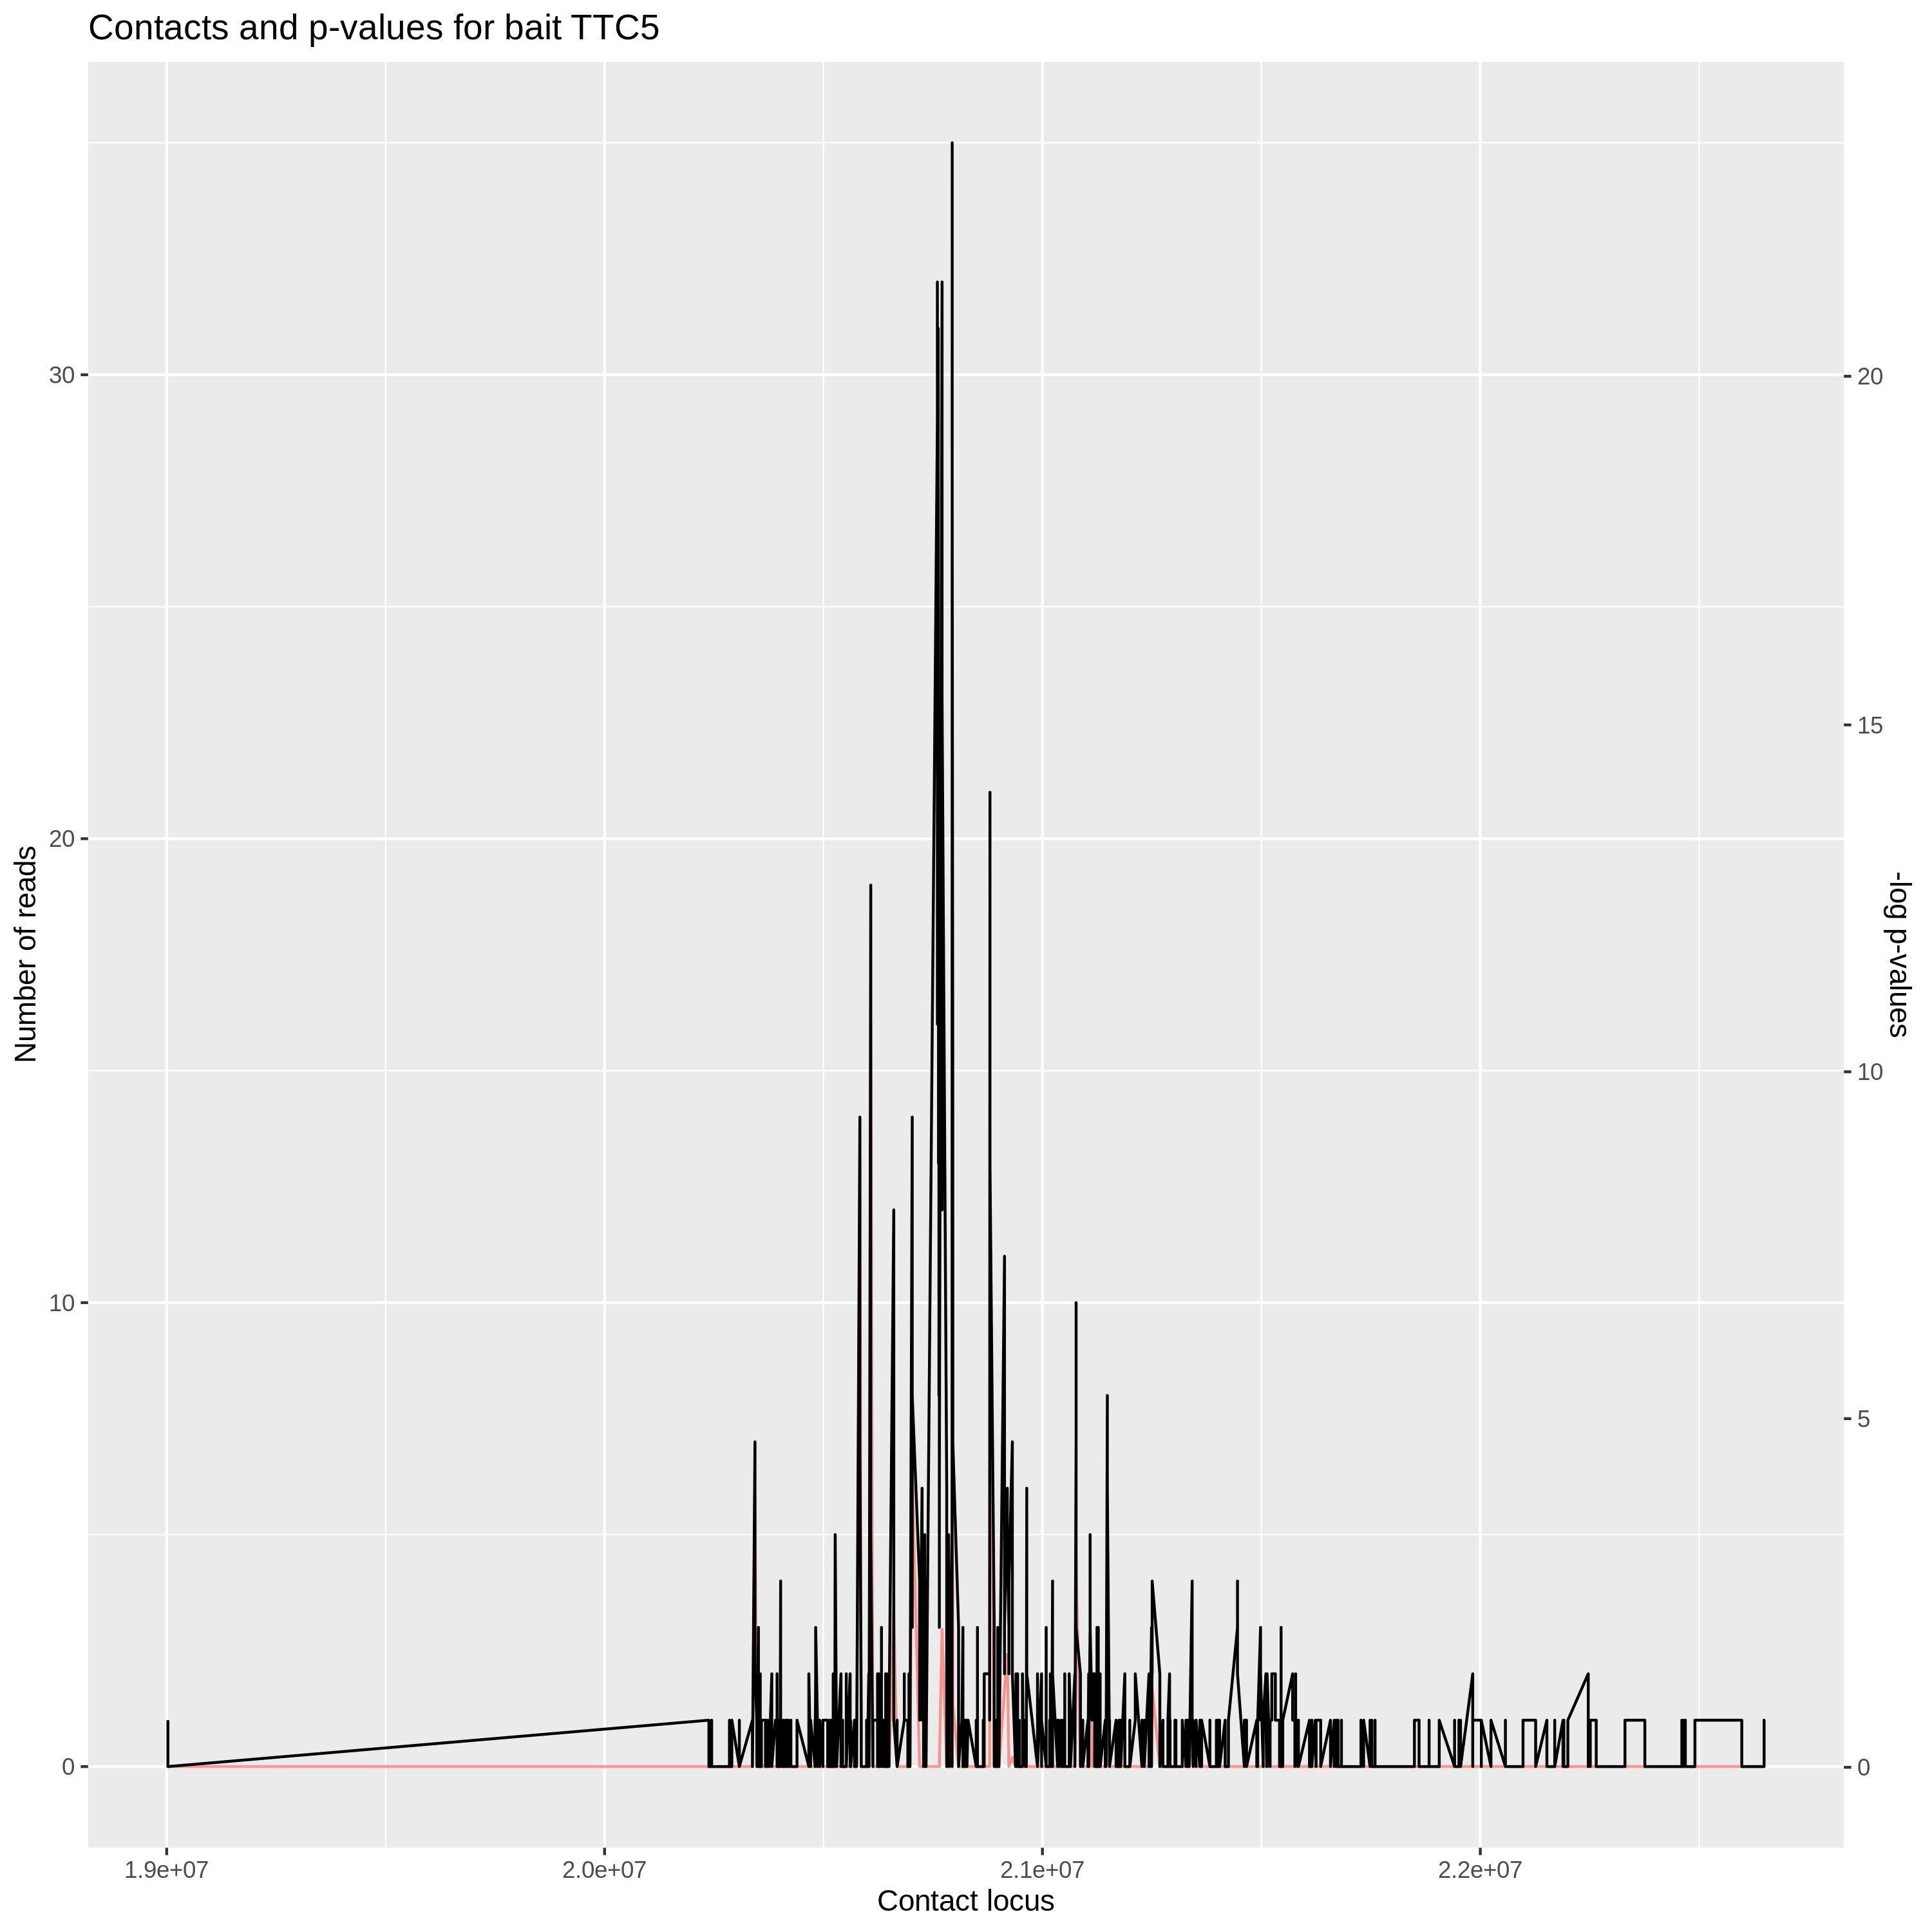 Contacts and p-values for bait TTC5
30
20
10
0
Number of reads
20
15
10
5
0
-log p-values
1.9e+07 2.0e+07 2.1e+07 2.2e+07
Contact locus